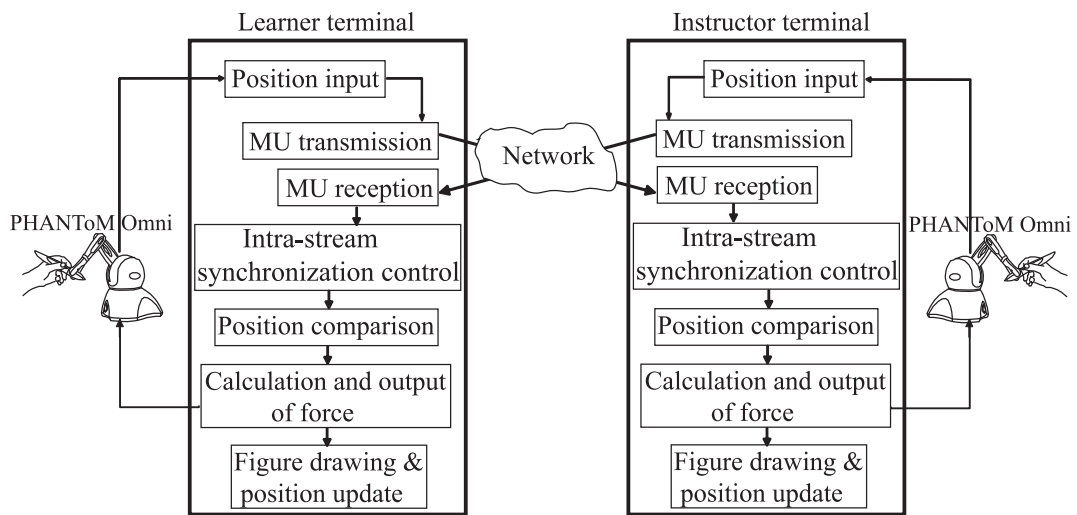 Learner terminal
Position input
MU transmission
MU reception
Intra-stream
synchronization control
Position comparison
Calculation and output
of force
Figure drawing &
position update
PHANToM Omni
Network
Instructor terminal
Position input
MU transmission
MU reception
Intra-stream
synchronization control
Position comparison
Calculation and output
of force
Figure drawing &
position update
PHANToM Omni